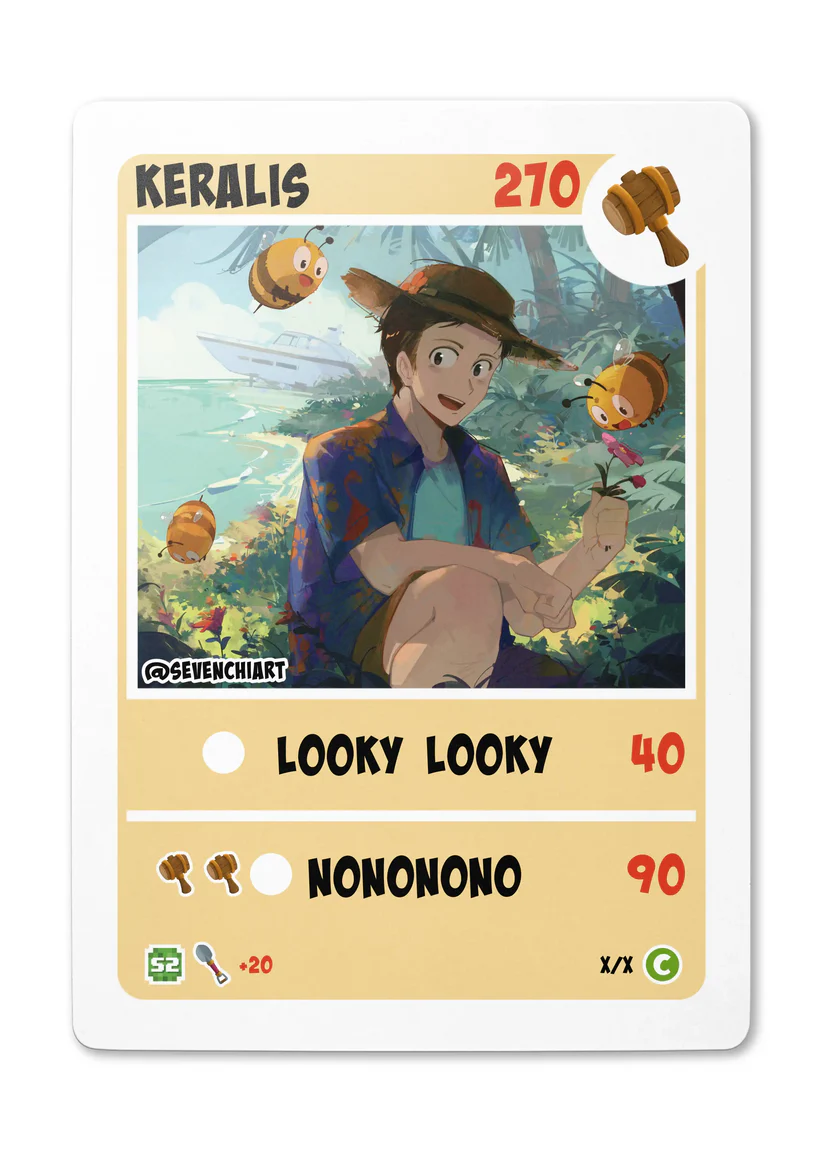 KERALIS 270
@SEVENCHIART
LOOKY LOOKY 40
NONONONO 90
S2 +20 X/X C